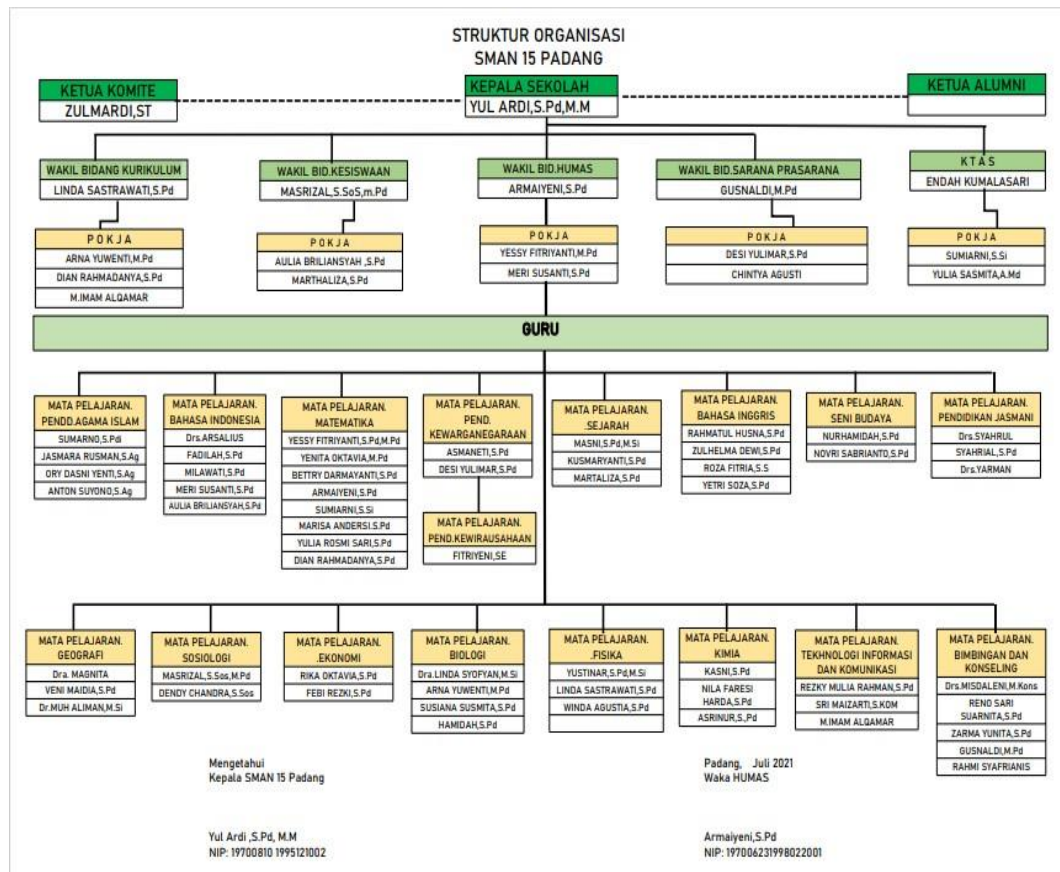 STRUKTUR ORGANISASI
SMAN 15 PADANG
KETUA KOMITE
ZULMARDI,ST
KEPALA SEKOLAH
YUL ARDI,S.Pd,M.M
KETUA ALUMNI
WAKIL BIDANG KURIKULUM
LINDA SASTRAWATI,S.Pd
WAKIL BID.KESISWAAN
MASRIZAL,S.SoS,m.Pd
WAKIL BID.HUMAS
ARMAIYENI,S.Pd
WAKIL BID.SARANA PRASARANA
GUSNALDI,M.Pd
K T A S
ENDAH KUMALASARI
P O K J A
ARNA YUWENTI,M.Pd
DIAN RAHMADANYA,S.Pd
M.IMAM ALQAMAR
P O K J A
AULIA BRILIANSYAH ,S.Pd
MARTHALIZA,S.Pd
P O K J A
YESSY FITRIYANTI,M.Pd
MERI SUSANTI,S.Pd
P O K J A
DESI YULIMAR,S.Pd
CHINTYA AGUSTI
P O K J A
SUMIARNI,S.Si
YULIA SASMITA,A.Md
GURU
MATA PELAJARAN.
PENDD.AGAMA ISLAM
SUMARNO,S.Pdi
JASMARA RUSMAN,S.Ag
ORY DASNI YENTI,S.Ag
ANTON SUYONO,S.Ag
MATA PELAJARAN.
BAHASA INDONESIA
Drs.ARSALIUS
FADILAH,S.Pd
MILAWATI,S.Pd
MERI SUSANTI,S.Pd
AULIA BRILIANSYAH,S.Pd
MATA PELAJARAN.
MATEMATIKA
YESSY FITRIYANTI,S.Pd,M.Pd
YENITA OKTAVIA,M.Pd
BETTRY DARMAYANTI,S.Pd
ARMAIYENI,S.Pd
SUMIARNI,S.Si
MARISA ANDERSI.S.Pd
YULIA ROSMI SARI,S.Pd
DIAN RAHMADANYA,S.Pd
MATA PELAJARAN.
PEND.
KEWARGANEGARAAN
ASMANETI,S.Pd
DESI YULIMAR,S.Pd
MATA PELAJARAN.
PEND.KEWIRAUSAHAAN
FITRIYENI,SE
MATA PELAJARAN.
.SEJARAH
MASNI,S.Pd,M.Si
KUSMARYANTI,S.Pd
MARTALIZA,S.Pd
MATA PELAJARAN.
BAHASA INGGRIS
RAHMATUL HUSNA,S.Pd
ZULHELMA DEWI,S.Pd
ROZA FITRIA,S.S
YETRI SOZA,S.Pd
MATA PELAJARAN.
SENI BUDAYA
NURHAMIDAH,S.Pd
NOVRI SABRIANTO,S.Pd
MATA PELAJARAN.
PENDIDIKAN JASMANI
Drs.SYAHRUL
SYAHRIAL,S.Pd
Drs.YARMAN
MATA PELAJARAN.
GEOGRAFI
Dra. MAGNITA
VENI MAIDIA,S.Pd
Dr.MUH ALIMAN,M.Si
MATA PELAJARAN.
SOSIOLOGI
MASRIZAL,S.Sos,M.Pd
DENDY CHANDRA,S.Sos
MATA PELAJARAN.
.EKONOMI
RIKA OKTAVIA,S.Pd
FEBI REZKI,S.Pd
MATA PELAJARAN.
BIOLOGI
Dra.LINDA SYOFYAN,M.Si
ARNA YUWENTI,M.Pd
SUSIANA SUSMITA,S.Pd
HAMIDAH,S.Pd
MATA PELAJARAN.
.FISIKA
YUSTINAR,S.Pd,M.Si
LINDA SASTRAWATI,S.Pd
WINDA AGUSTIA,S.Pd
MATA PELAJARAN.
KIMIA
KASNI,S.Pd
NILA FARESI
HARDA,S.Pd
ASRINUR,S.,Pd
MATA PELAJARAN.
TEKHNOLOGI INFORMASI
DAN KOMUNIKASI
REZKY MULIA RAHMAN,S.Pd
SRI MAIZARTI,S.KOM
M.IMAM ALQAMAR
MATA PELAJARAN.
BIMBINGAN DAN
KONSELING
Drs.MISDALENI,M.Kons
RENO SARI
SUARNITA,S.Pd
ZARMA YUNITA,S.Pd
GUSNALDI,M.Pd
RAHMI SYAFRIANIS
Mengetahui
Kepala SMAN 15 Padang
Yul Ardi ,S.Pd, M.M
NIP: 19700810 1995121002
Padang, Juli 2021
Waka HUMAS
Armaiyeni,S.Pd
NIP: 197006231998022001